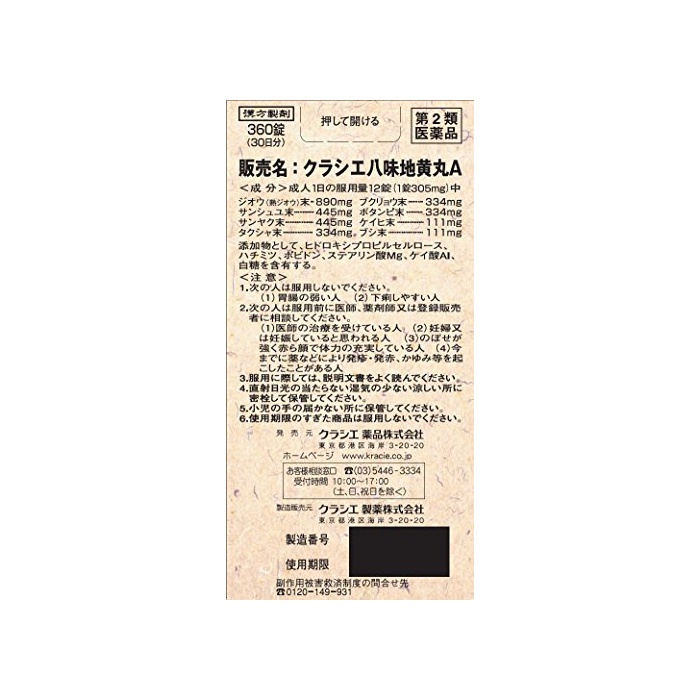 漢方製剤
360錠
(30日分)
押して開ける
第2類
医薬品
販売名：クラシエ八味地黄丸A
＜成分＞成人1日の服用量12錠(1錠305mg)中
ジオウ(熟ジオウ)末-890mg ブクリョウ末----334mg
サンシュユ末------445mg ボタンピ末----334mg
サンヤク末------445mg ケイヒ末------111mg
タクシャ末------334mg、ブシ末------111mg
添加物として、ヒドロキシプロピルセルロース、
ハチミツ、ポビドン、ステアリン酸Mg、ケイ酸Al、
白糖を含有する。
＜注意＞
1.次の人は服用しないでください。
(1)胃腸の弱い人 (2)下痢しやすい人
2.次の人は服用前に医師、薬剤師又は登録販売
者に相談してください。
(1)医師の治療を受けている人 (2)妊婦又
は妊娠していると思われる人 (3)のぼせが
強く赤ら顔で体力の充実している人 (4)今
までに薬などにより発疹・発赤、かゆみ等を起
こしたことがある人
3.服用に際しては、説明文書をよく読んでください。
4.直射日光の当たらない湿気の少ない涼しい所に
密栓して保管してください。
5.小児の手の届かない所に保管してください。
6.使用期限のすぎた商品は服用しないでください。
発売元 クラシエ薬品株式会社
東京都港区海岸3-20-20
ホームページ www.kracie.co.jp
お客様相談窓口 ☎(03)5446-3334
受付時間 10:00〜17:00
(土、日、祝日を除く)
製造販売元 クラシエ製薬株式会社
東京都港区海岸3-20-20
製造番号
使用期限
副作用被害救済制度の問合せ先
☎0120-149-931